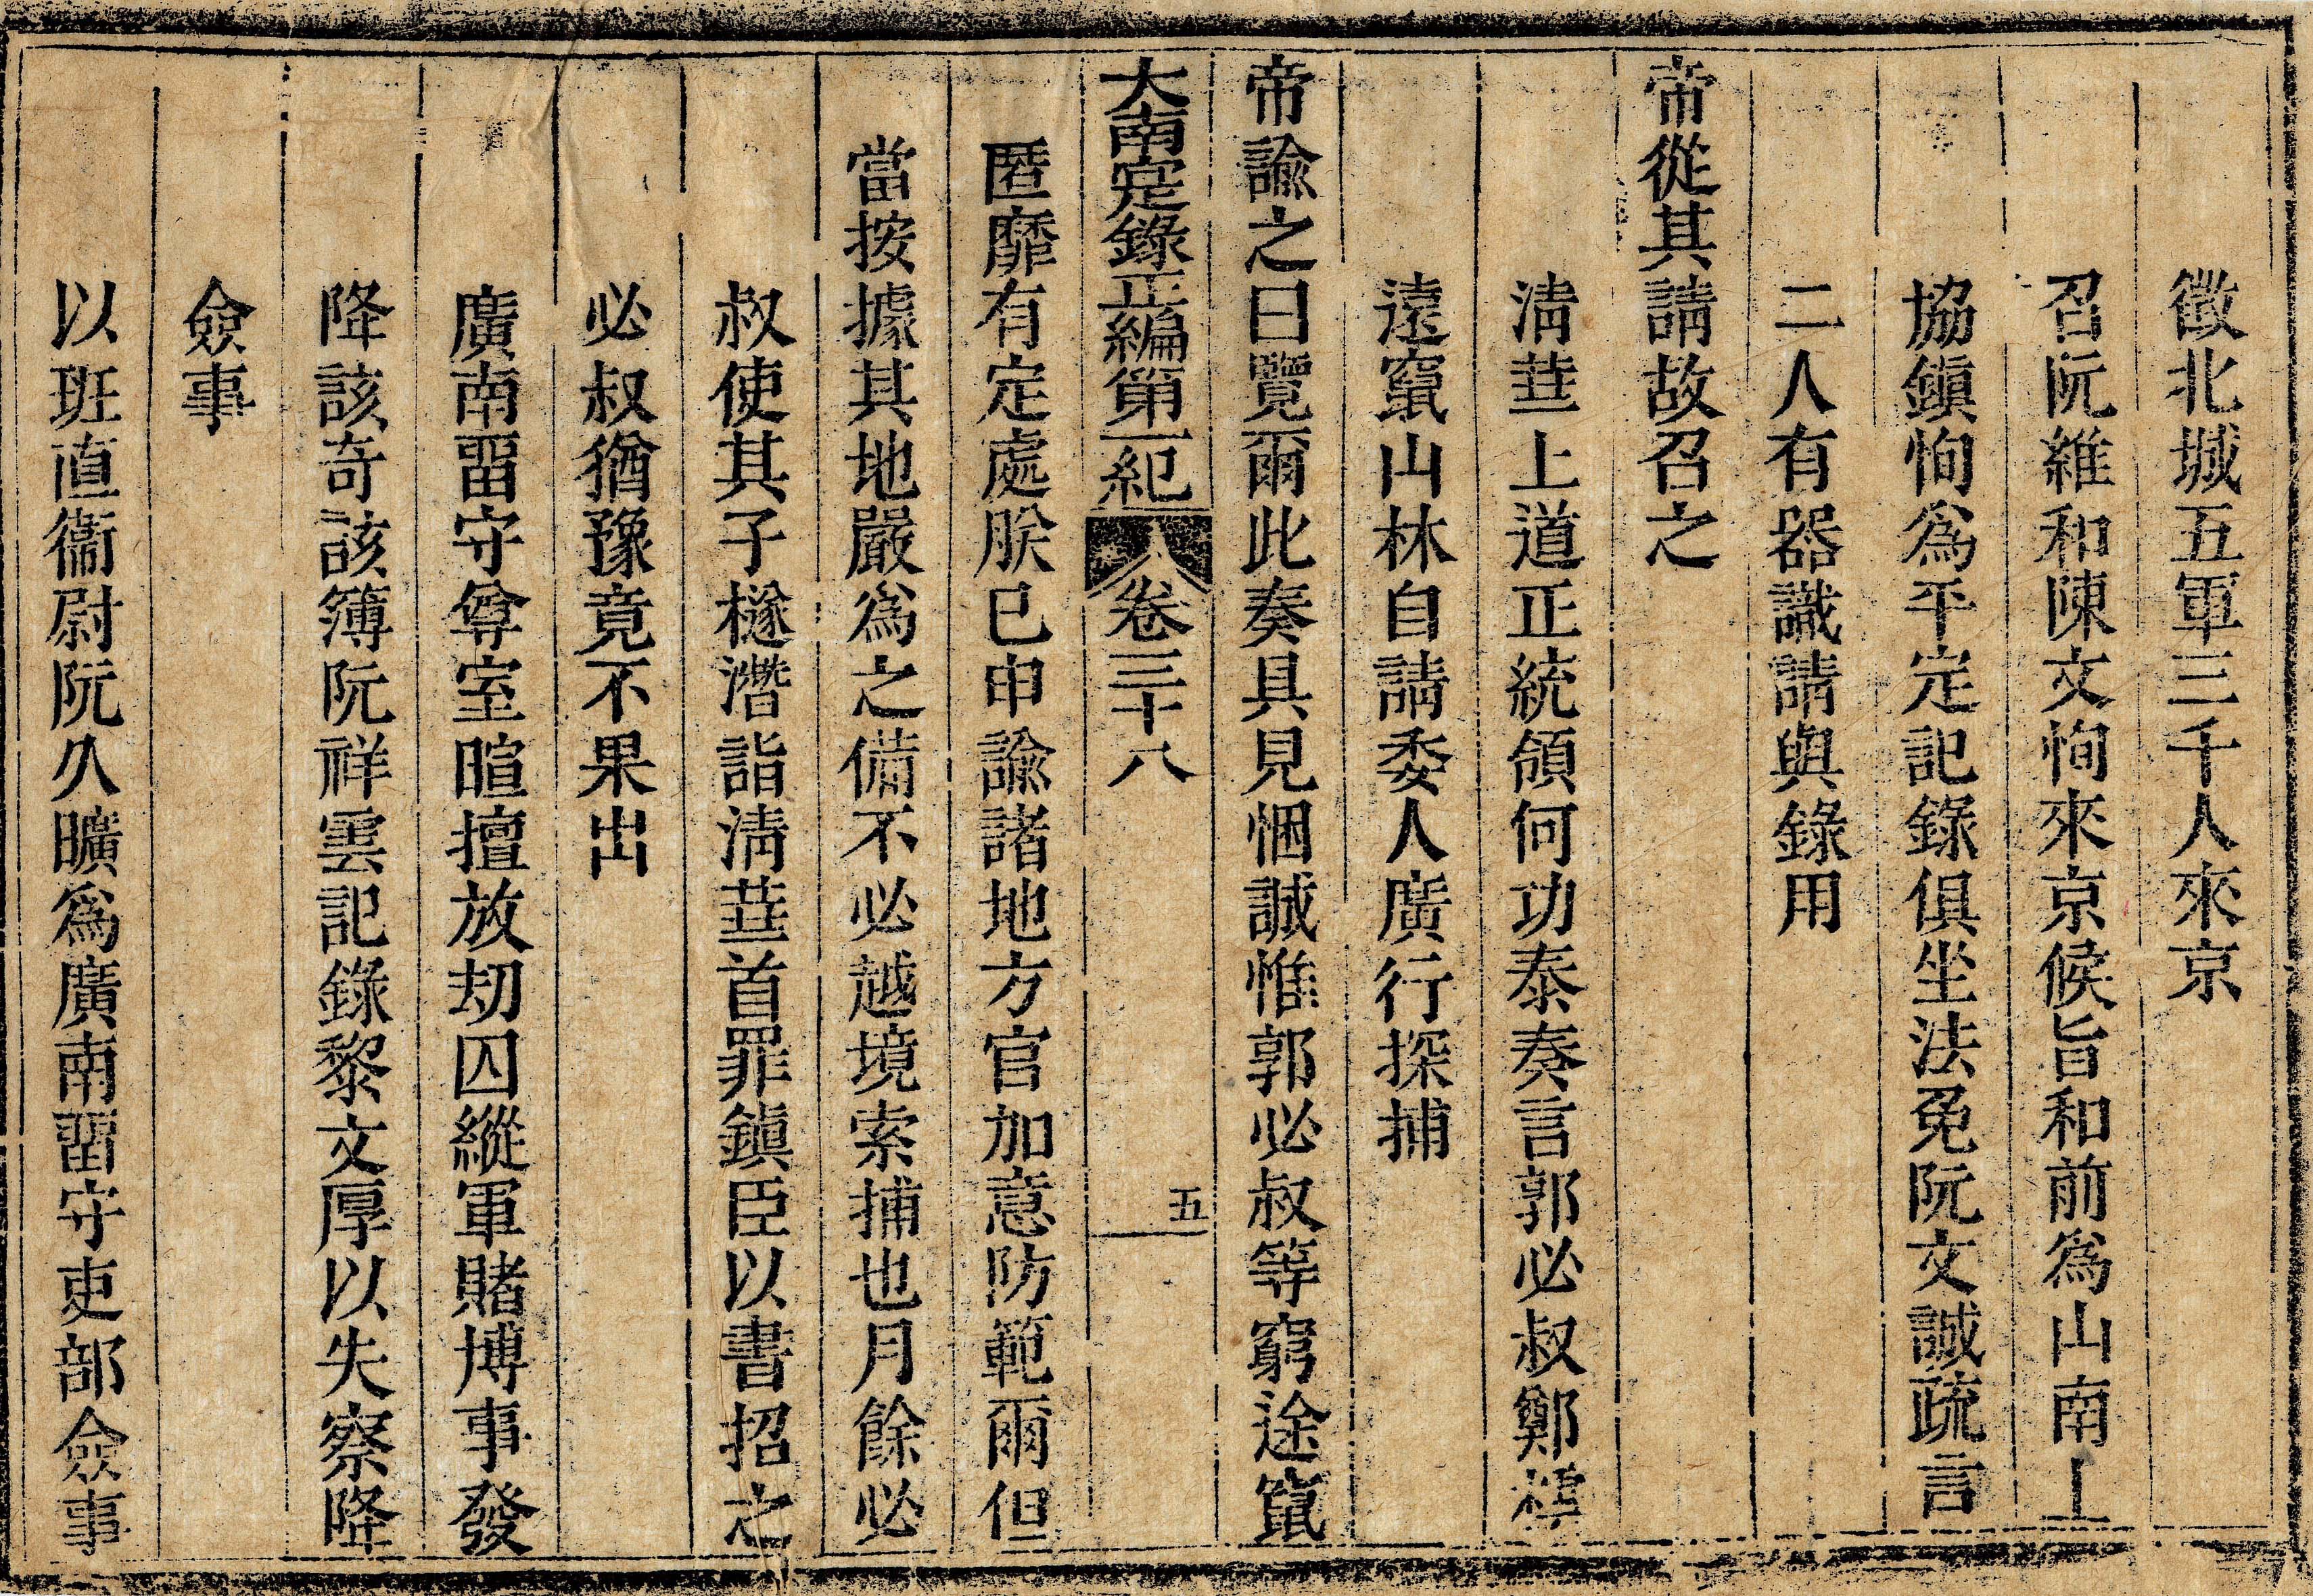 徵北城五軍三千人來京
召阮維和陳文恂來京候旨和前爲山南上
協鎮恂爲平定記錄俱坐法免阮文誠疏言
二人有器識請與錄用
帝從其請故召之
清葟上道正統領何功泰奏言郭必叔鄭
遠竄山林自請委人廣行探捕
帝諭之曰覽爾此奏具見悃誠惟郭必叔等窮途竄
大南寔錄正編第一紀 卷三十八 五
匿靡有定處朕已申諭諸地方官加意防範爾但
當按據其地嚴爲之備不必越境索捕也月餘必
叔使其子檖潛詣清葟首罪鎮臣以書招之
必叔猶豫竟不果出
廣南畱守尊室暄擅放劫囚縱軍賭博事發
降該奇該簿阮祥雲記錄黎文厚以失察降
僉事
以班直衞尉阮久曠爲廣南畱守吏部僉事